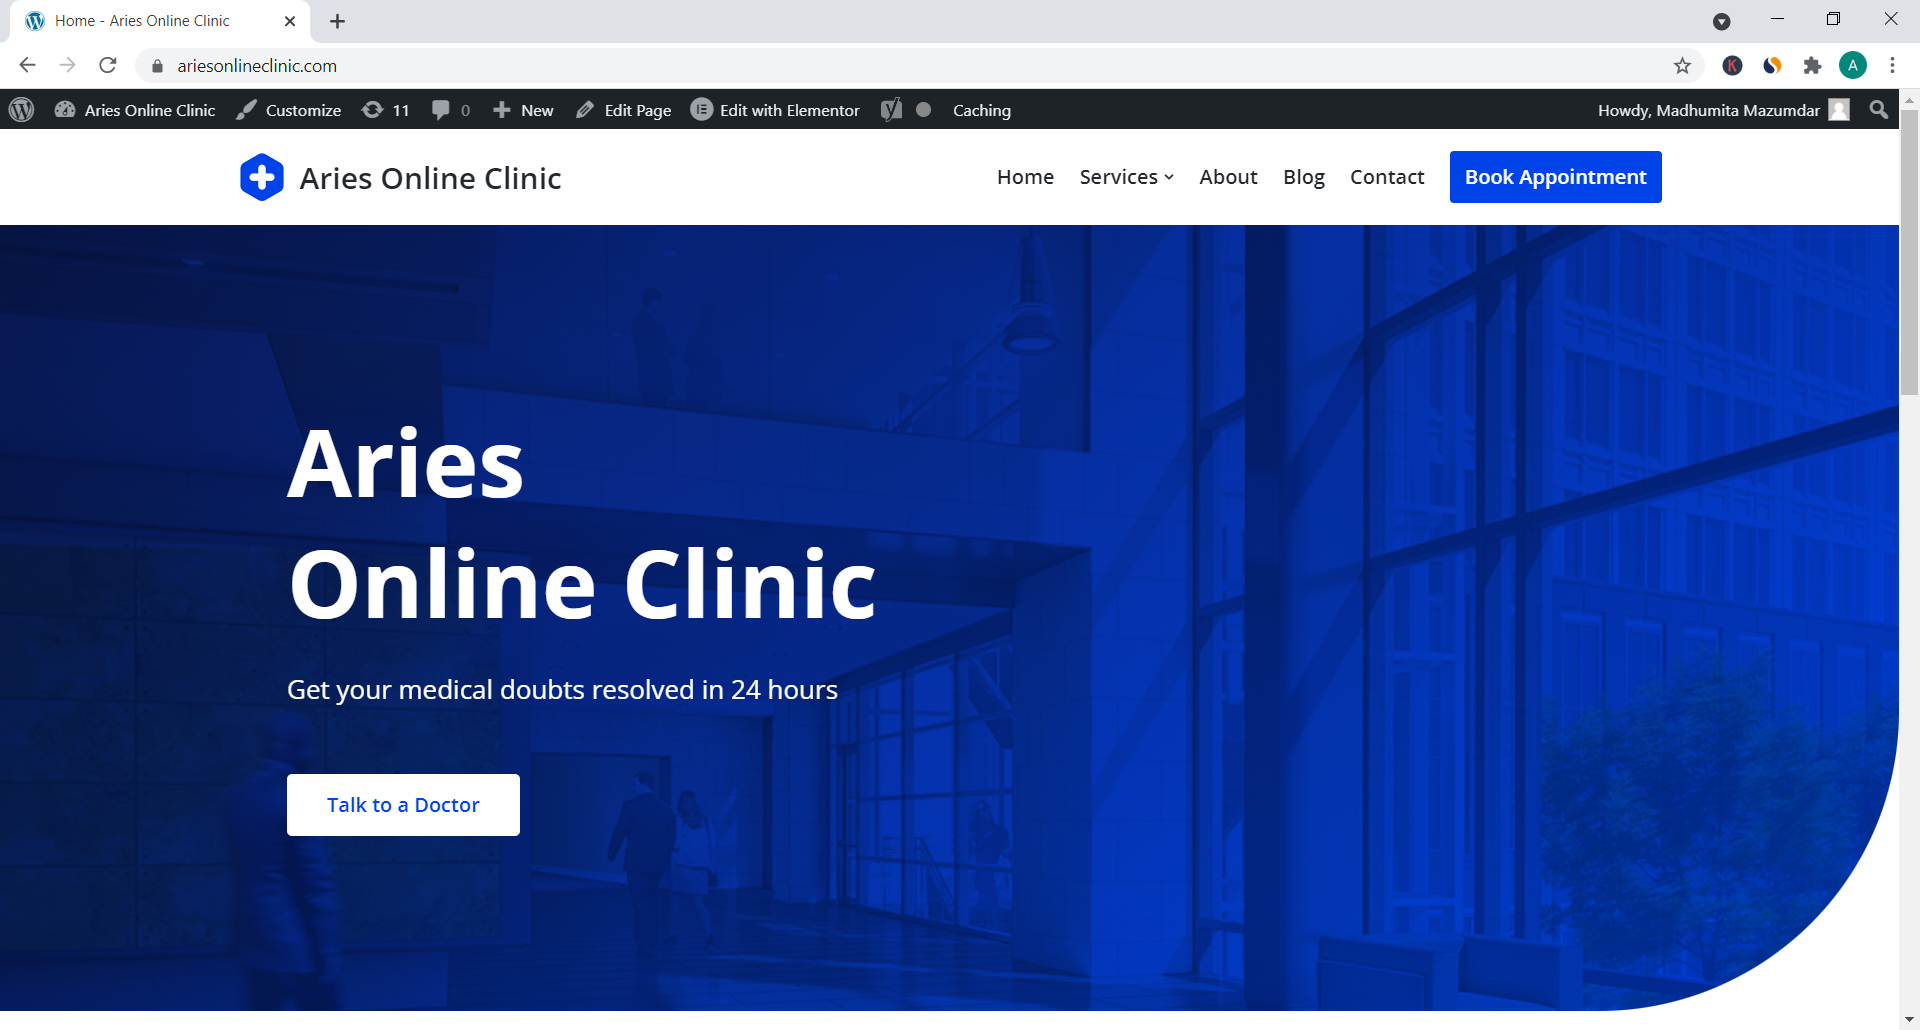 Home - Aries Online Clinic
ariesonlineclinic.com
K
A
Aries Online Clinic Customize 11 0 New Edit Page Edit with Elementor Caching Howdy, Madhumita Mazumdar
Aries Online Clinic
Home Services About Blog Contact Book Appointment
Aries
Online Clinic
Get your medical doubts resolved in 24 hours
Talk to a Doctor